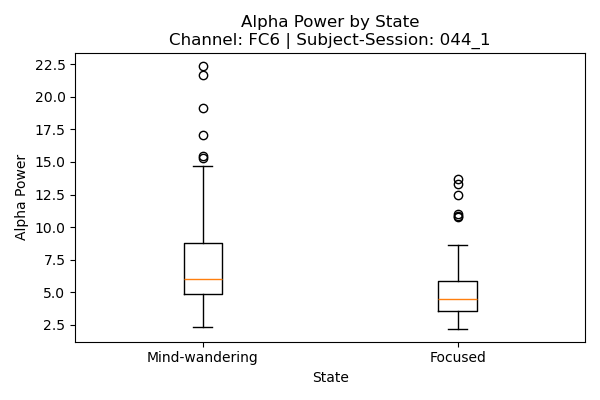 Alpha Power by State
Channel: FC6 | Subject-Session: 044_1
22.5
20.0
17.5
15.0
12.5
10.0
7.5
5.0
2.5
Alpha Power
Mind-wandering Focused
State